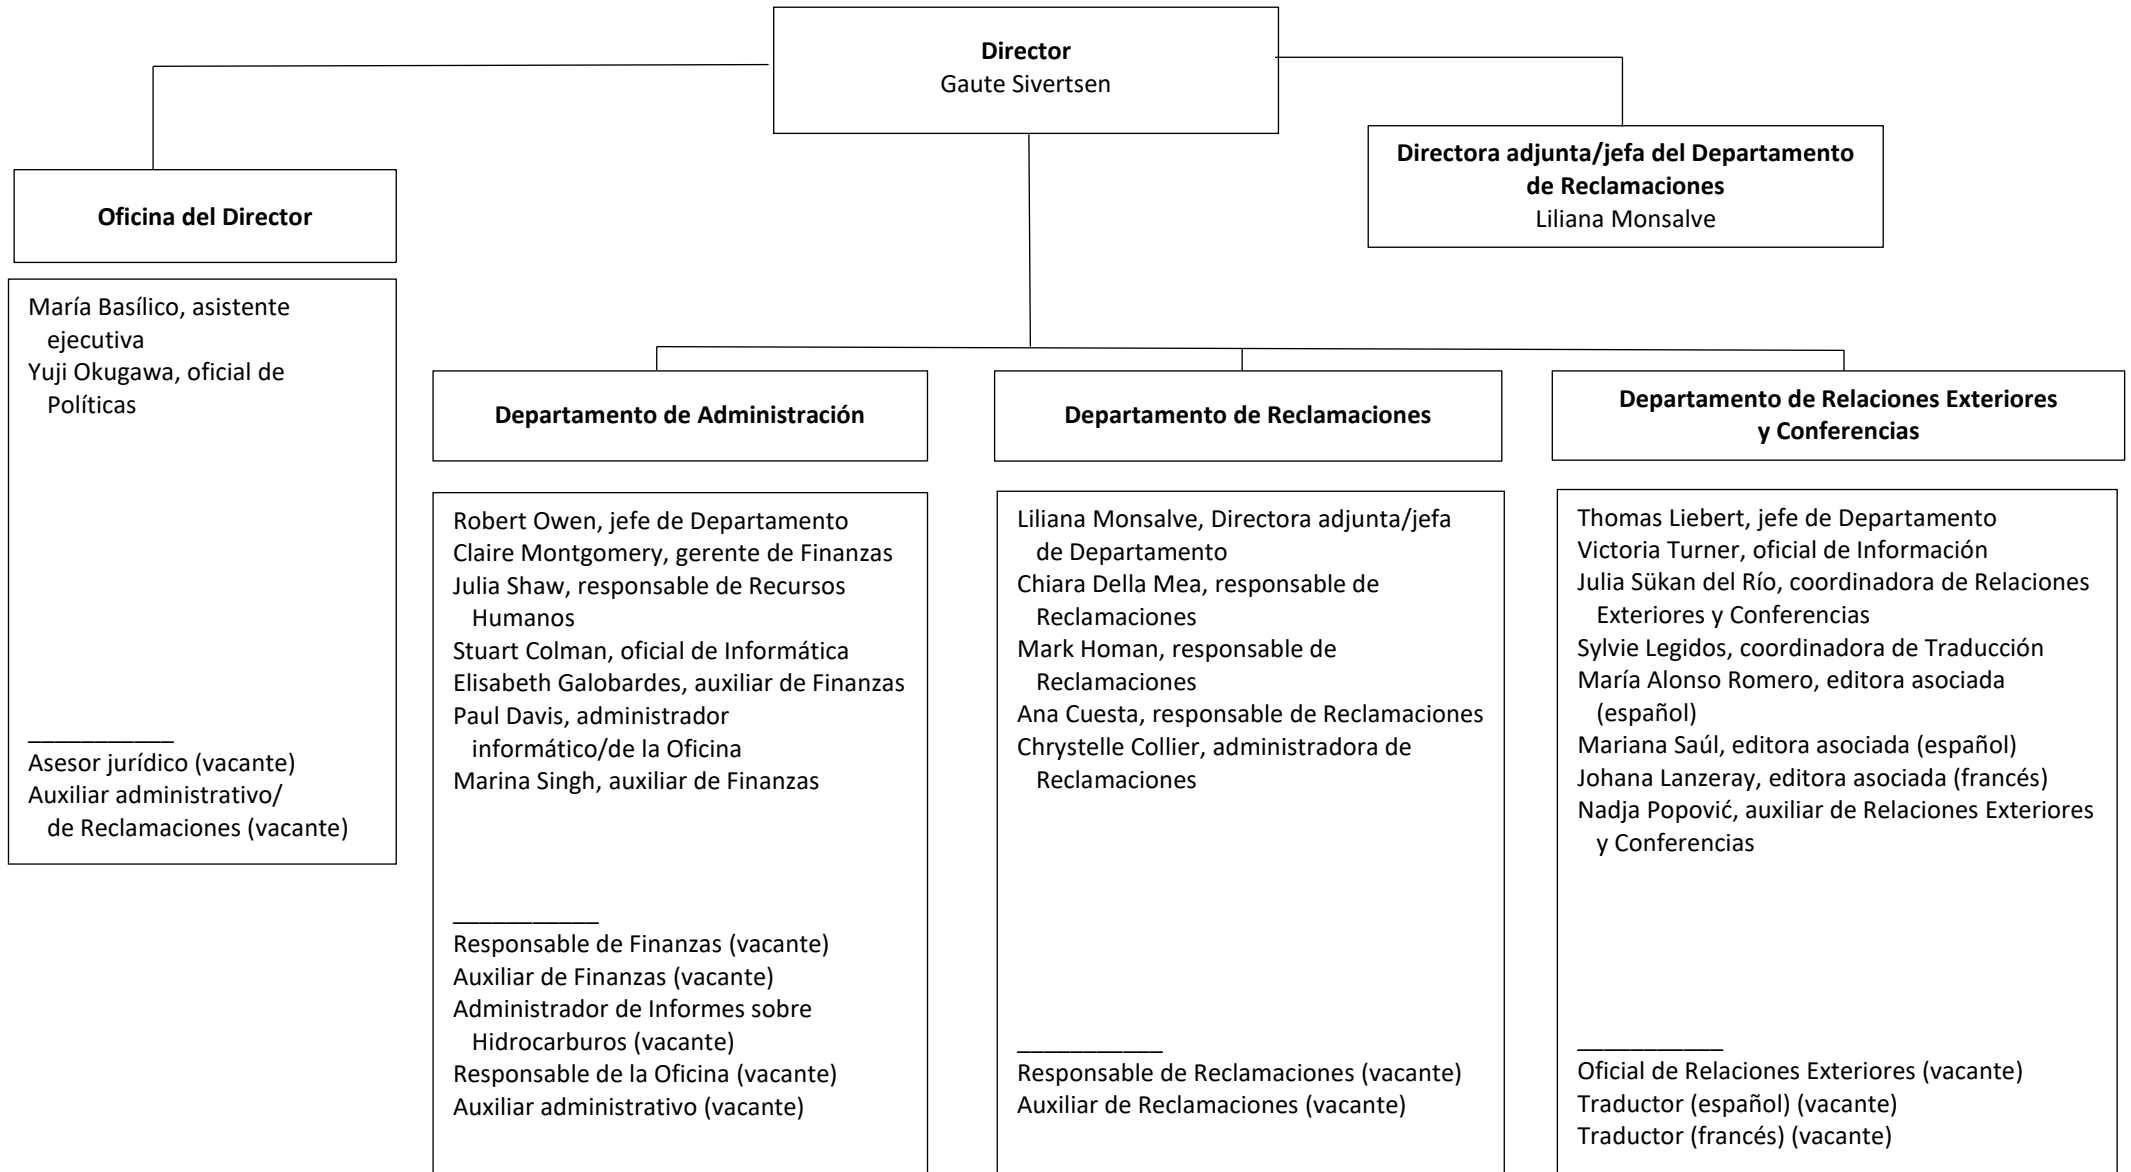 Director
Gaute Sivertsen
Directora adjunta/jefa del Departamento
de Reclamaciones
Liliana Monsalve
Oficina del Director
María Basílico, asistente
ejecutiva
Yuji Okugawa, oficial de
Políticas
___________
Asesor jurídico (vacante)
Auxiliar administrativo/
de Reclamaciones (vacante)
Departamento de Administración
Robert Owen, jefe de Departamento
Claire Montgomery, gerente de Finanzas
Julia Shaw, responsable de Recursos
Humanos
Stuart Colman, oficial de Informática
Elisabeth Galobardes, auxiliar de Finanzas
Paul Davis, administrador
informático/de la Oficina
Marina Singh, auxiliar de Finanzas
___________
Responsable de Finanzas (vacante)
Auxiliar de Finanzas (vacante)
Administrador de Informes sobre
Hidrocarburos (vacante)
Responsable de la Oficina (vacante)
Auxiliar administrativo (vacante)
Departamento de Reclamaciones
Liliana Monsalve, Directora adjunta/jefa
de Departamento
Chiara Della Mea, responsable de
Reclamaciones
Mark Homan, responsable de
Reclamaciones
Ana Cuesta, responsable de Reclamaciones
Chrystelle Collier, administradora de
Reclamaciones
___________
Responsable de Reclamaciones (vacante)
Auxiliar de Reclamaciones (vacante)
Departamento de Relaciones Exteriores
y Conferencias
Thomas Liebert, jefe de Departamento
Victoria Turner, oficial de Información
Julia Sükan del Río, coordinadora de Relaciones
Exteriores y Conferencias
Sylvie Legidos, coordinadora de Traducción
María Alonso Romero, editora asociada
(español)
Mariana Saúl, editora asociada (español)
Johana Lanzeray, editora asociada (francés)
Nadja Popović, auxiliar de Relaciones Exteriores
y Conferencias
___________
Oficial de Relaciones Exteriores (vacante)
Traductor (español) (vacante)
Traductor (francés) (vacante)